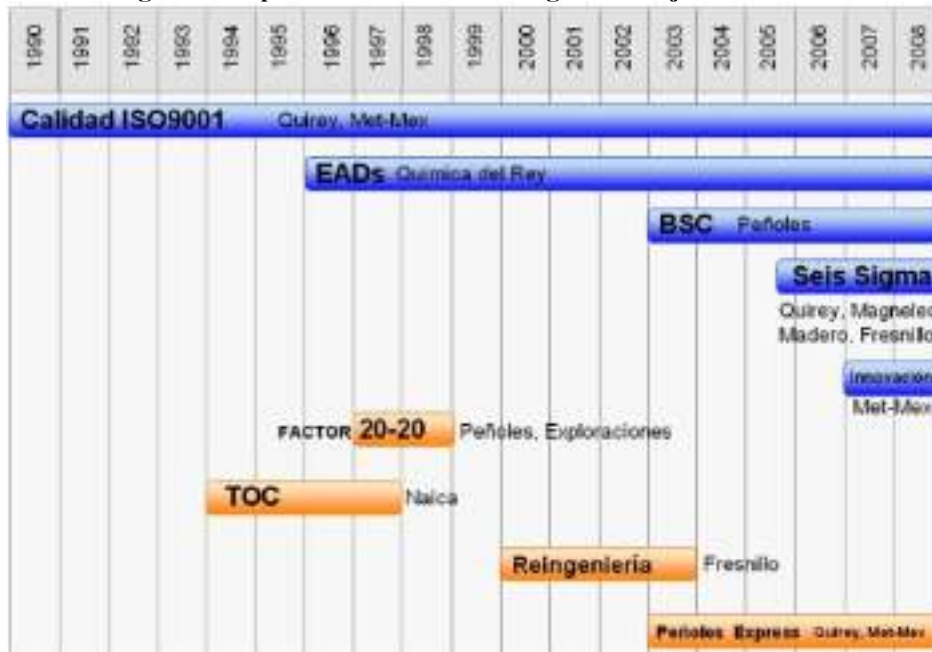 1990 1991 1992 1993 1994 1995 1996 1997 1998 1999 2000 2001 2002 2003 2004 2005 2006 2007 2008
Calidad ISO9001 Quirey, Met-Mex
EADs Quimica del Rey
BSC Peñoles
Seis Sigma
Quirey, Magnelec
Madero, Fresnillo
Innovacion
Met-Mex
FACTOR 20-20 Peñoles, Exploraciones
TOC Naica
Reingeniería Fresnillo
Peñoles Express Quirey, Met-Mex